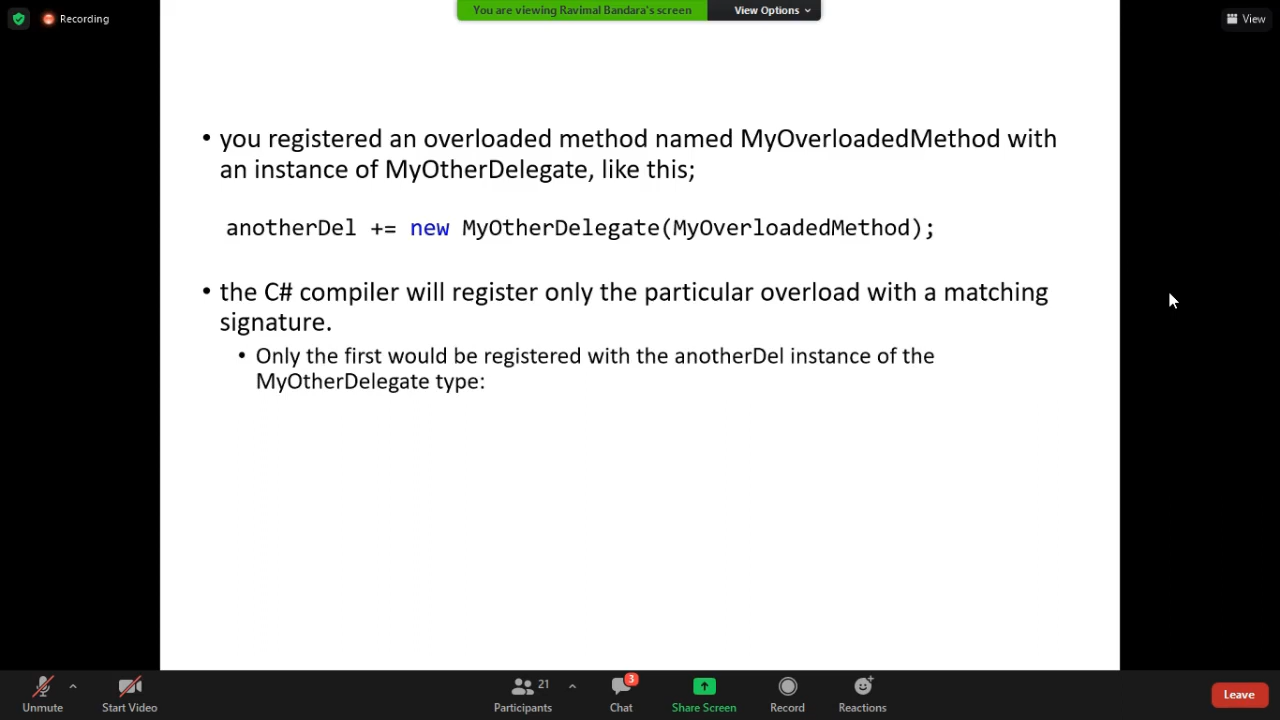 Recording
You are viewing Ravimal Bandara's screen
View Options
View
• you registered an overloaded method named MyOverloadedMethod with
an instance of MyOtherDelegate, like this;
anotherDel += new MyOtherDelegate(MyOverloadedMethod);
• the C# compiler will register only the particular overload with a matching
signature.
• Only the first would be registered with the anotherDel instance of the
MyOtherDelegate type:
Unmute
Start Video
21
Participants
3
Chat
Share Screen
Record
Reactions
Leave